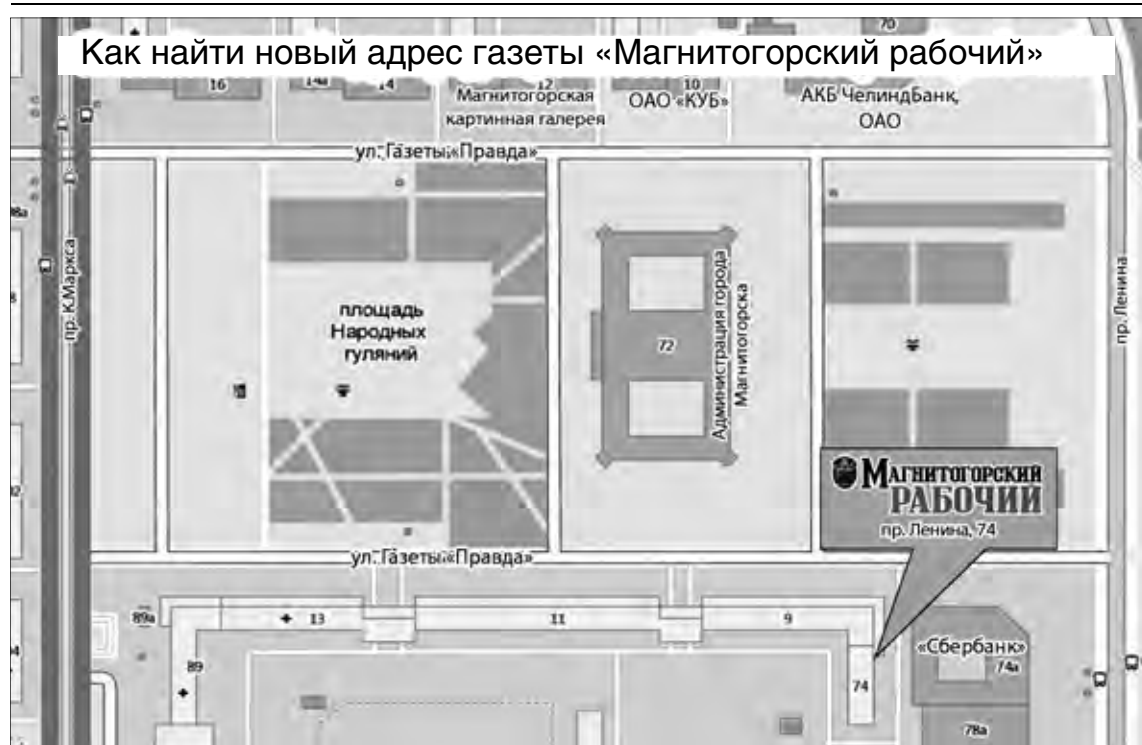 Как найти новый адрес газеты «Магнитогорский рабочий»
70
16
14а
14
12
10
Магнитогорская
картинная галерея
ОАО «КУБ»
АКБ ЧелиндБанк,
ОАО
ул. Газеты «Правда»
пр. К.Маркса
площадь
Народных
гуляний
72
Администрация города
Магнитогорска
пр. Ленина
МАГНИТОГОРСКИЙ
РАБОЧИЙ
пр. Ленина, 74
ул. Газеты «Правда»
89а
13
11
9
89
74
«Сбербанк»
74а
78а